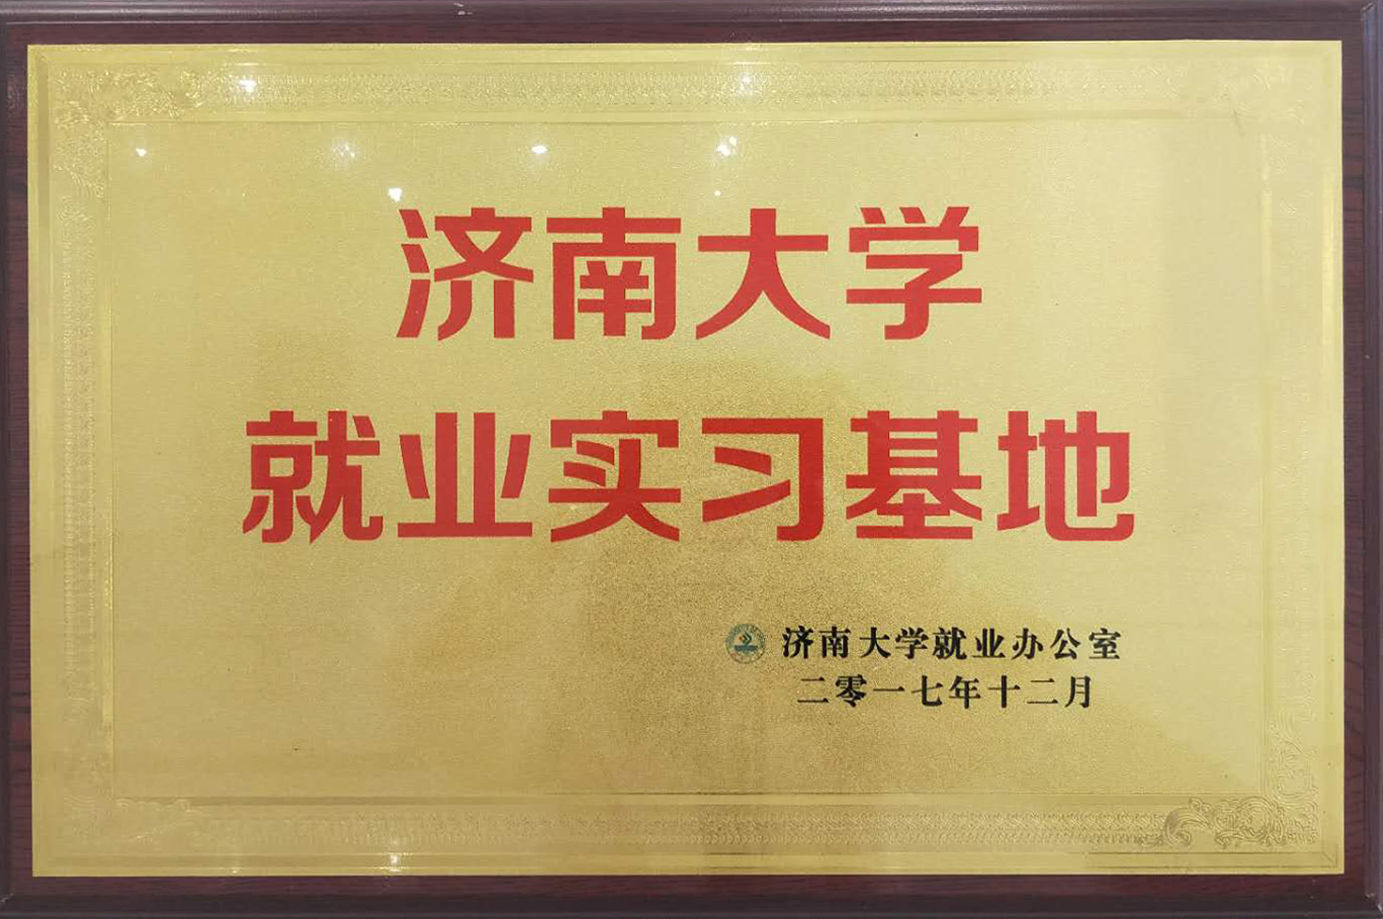 济南大学
就业实习基地
济南大学就业办公室
二零一七年十二月